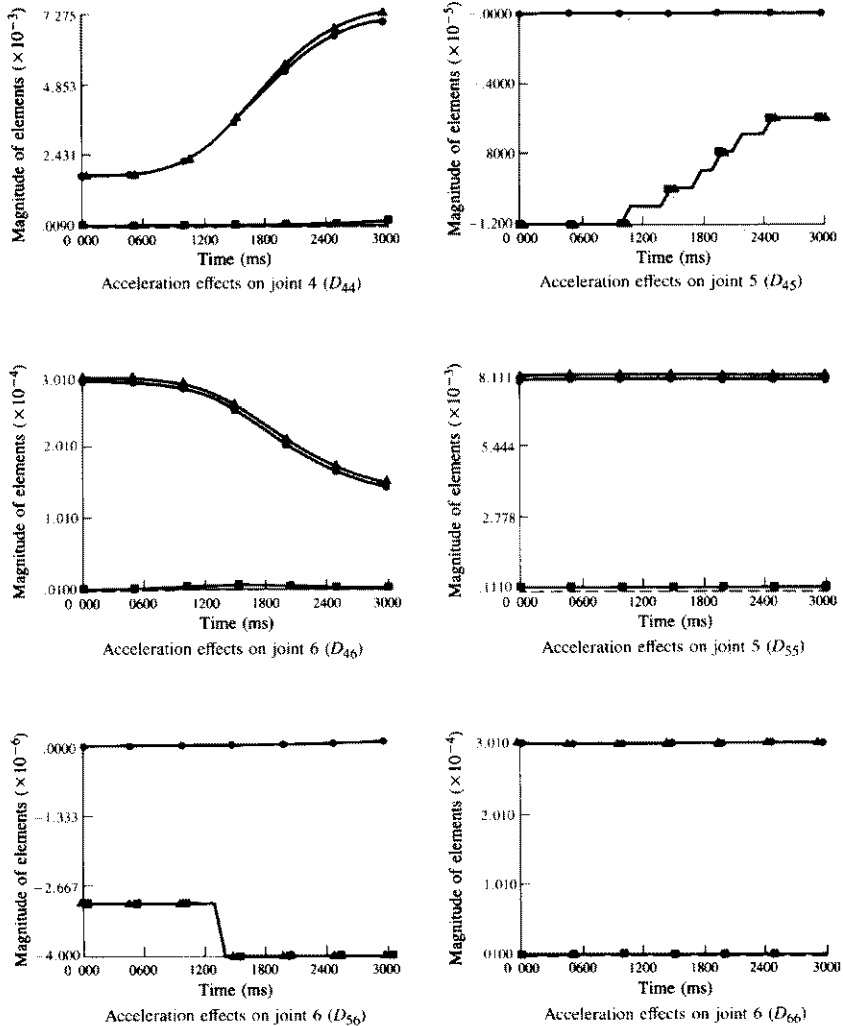 Magnitude of elements (×10−3)
7.275
4.853
2.431
.0090
0 000 0600 1200 1800 2400 3000
Time (ms)
Acceleration effects on joint 4 (D44)
Magnitude of elements (×10−5)
.0000
.4000
8000
-1.200
0 000 0600 1200 1800 2400 3000
Time (ms)
Acceleration effects on joint 5 (D45)
Magnitude of elements (×10−4)
3.010
2.010
1.010
.0100
0 000 0600 1200 1800 2400 3000
Time (ms)
Acceleration effects on joint 6 (D46)
Magnitude of elements (×10−3)
8.111
5.444
2.778
.1110
0 000 0600 1200 1800 2400 3000
Time (ms)
Acceleration effects on joint 5 (D55)
Magnitude of elements (×10−6)
.0000
-1.333
-2.667
-4.000
0 000 0600 1200 1800 2400 3000
Time (ms)
Acceleration effects on joint 6 (D56)
Magnitude of elements (×10−4)
3.010
2.010
1.010
.0100
0 000 0600 1200 1800 2400 3000
Time (ms)
Acceleration effects on joint 6 (D66)